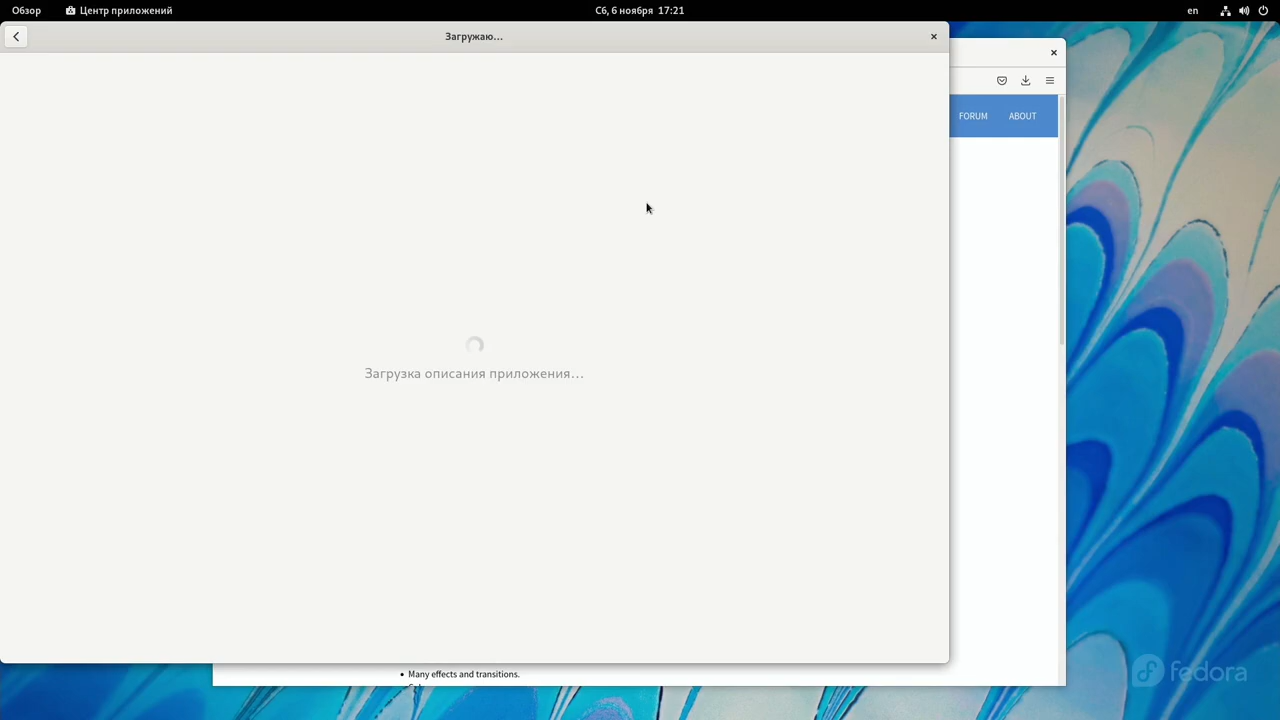 Обзор
Центр приложений
Сб, 6 ноября 17:21
en
Загружаю…
FORUM
ABOUT
Загрузка описания приложения…
Many effects and transitions.
fedora